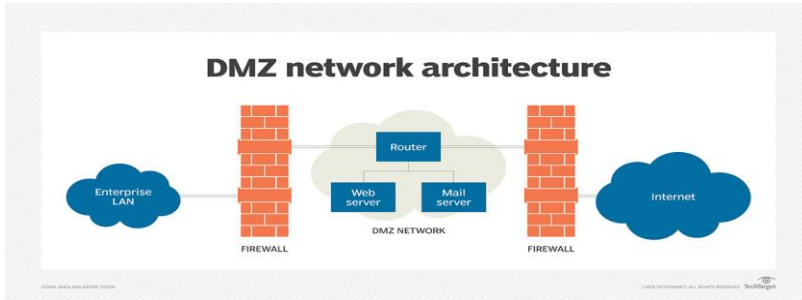 DMZ network architecture
Router
Enterprise
LAN
Web
server
Mail
server
Internet
DMZ NETWORK
FIREWALL
FIREWALL
TechTarget